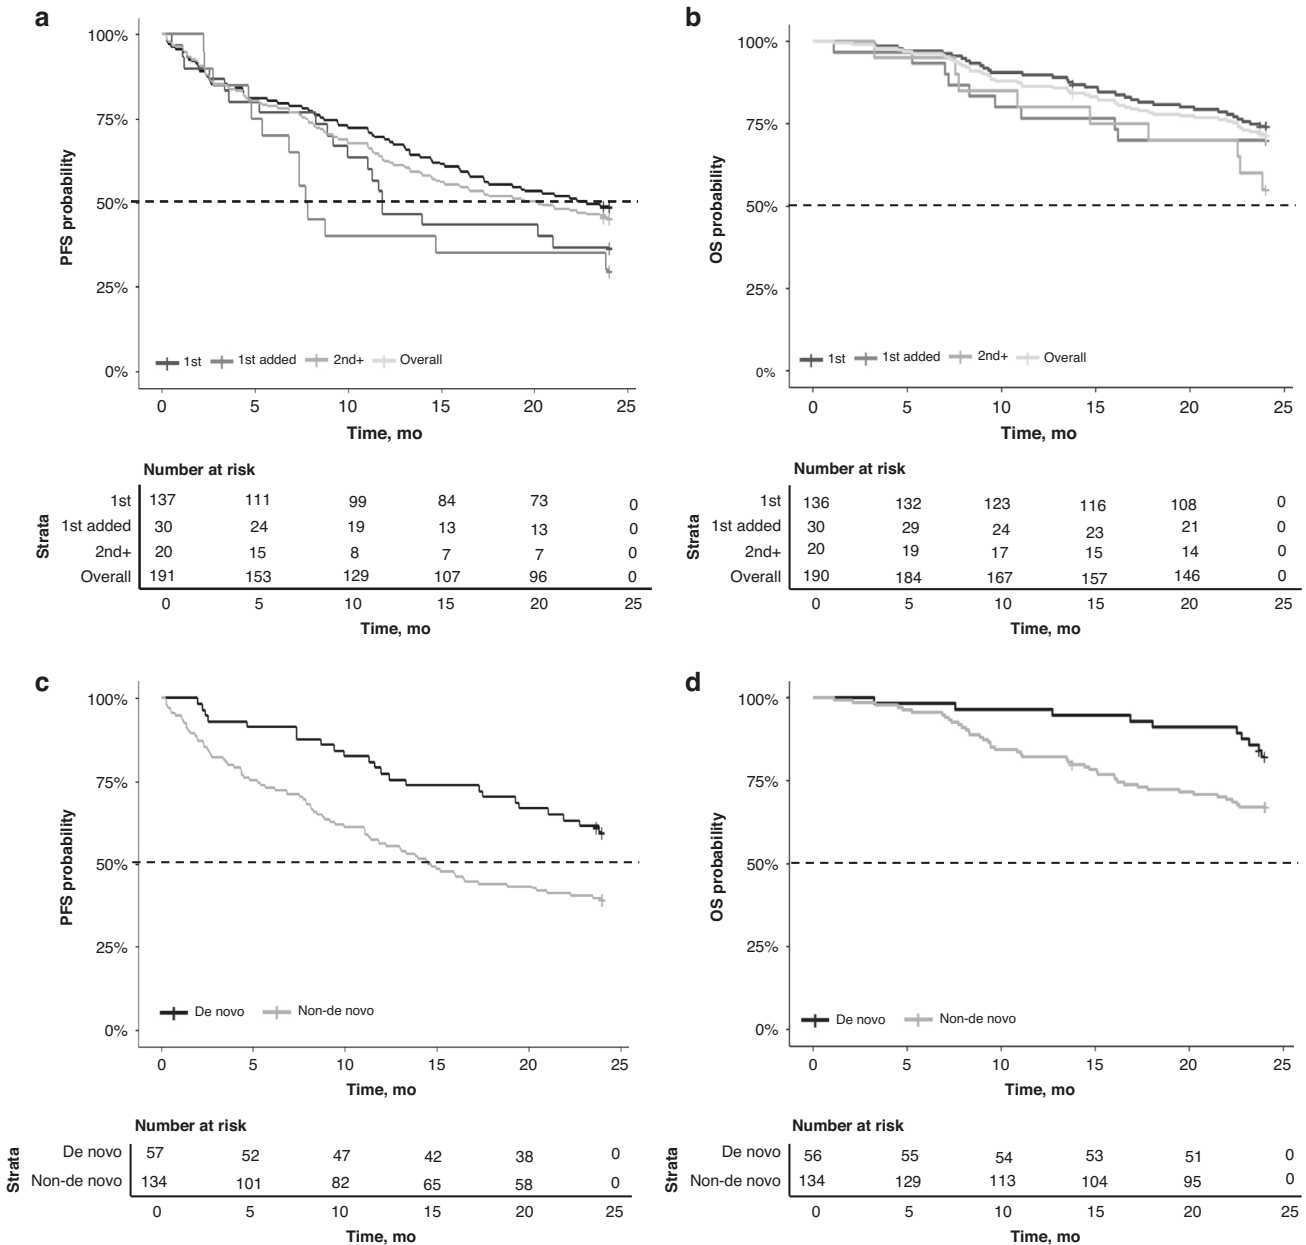 a
100%
75%
50%
25%
0%
PFS probability
1st 1st added 2nd+ Overall
0 5 10 15 20 25
Time, mo
Number at risk
Strata
1st 137 111 99 84 73 0
1st added 30 24 19 13 13 0
2nd+ 20 15 8 7 7 0
Overall 191 153 129 107 96 0
0 5 10 15 20 25
Time, mo
b
100%
75%
50%
25%
0%
OS probability
1st 1st added 2nd+ Overall
0 5 10 15 20 25
Time, mo
Number at risk
Strata
1st 136 132 123 116 108 0
1st added 30 29 24 23 21 0
2nd+ 20 19 17 15 14 0
Overall 190 184 167 157 146 0
0 5 10 15 20 25
Time, mo
c
100%
75%
50%
25%
0%
PFS probability
De novo Non-de novo
0 5 10 15 20 25
Time, mo
Number at risk
Strata
De novo 57 52 47 42 38 0
Non-de novo 134 101 82 65 58 0
0 5 10 15 20 25
Time, mo
d
100%
75%
50%
25%
0%
OS probability
De novo Non-de novo
0 5 10 15 20 25
Time, mo
Number at risk
Strata
De novo 56 55 54 53 51 0
Non-de novo 134 129 113 104 95 0
0 5 10 15 20 25
Time, mo